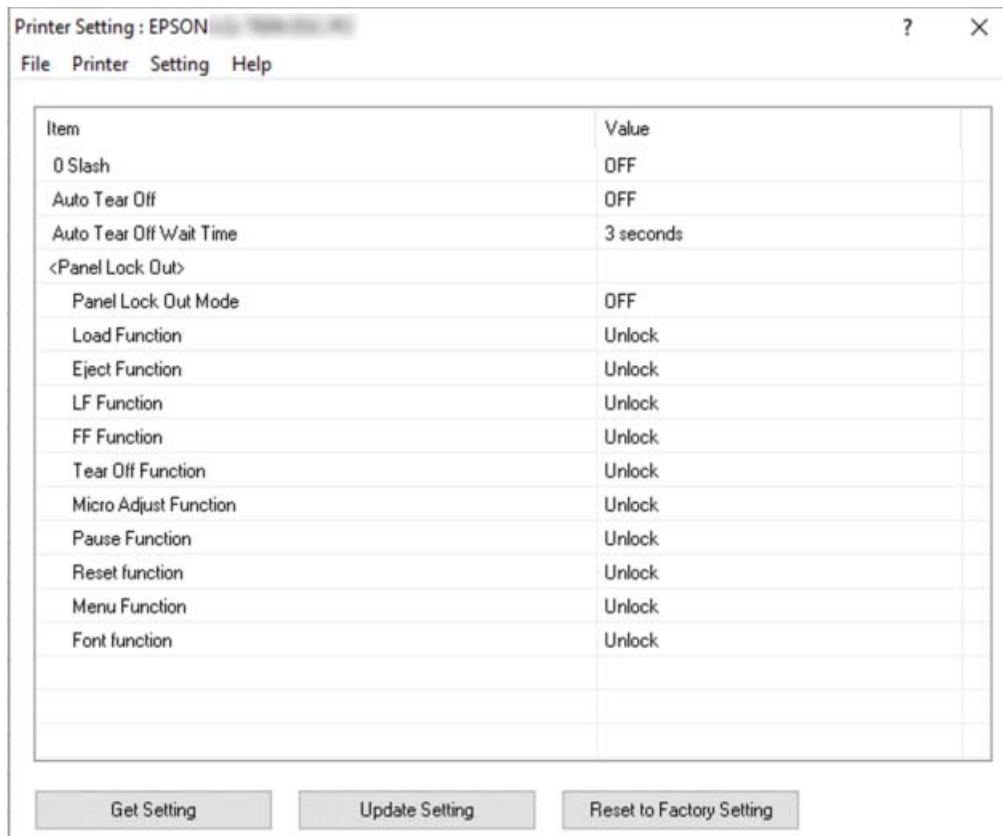 Printer Setting : EPSON
? ×
File Printer Setting Help
Item Value
0 Slash OFF
Auto Tear Off OFF
Auto Tear Off Wait Time 3 seconds
<Panel Lock Out>
Panel Lock Out Mode OFF
Load Function Unlock
Eject Function Unlock
LF Function Unlock
FF Function Unlock
Tear Off Function Unlock
Micro Adjust Function Unlock
Pause Function Unlock
Reset function Unlock
Menu Function Unlock
Font function Unlock
Get Setting Update Setting Reset to Factory Setting